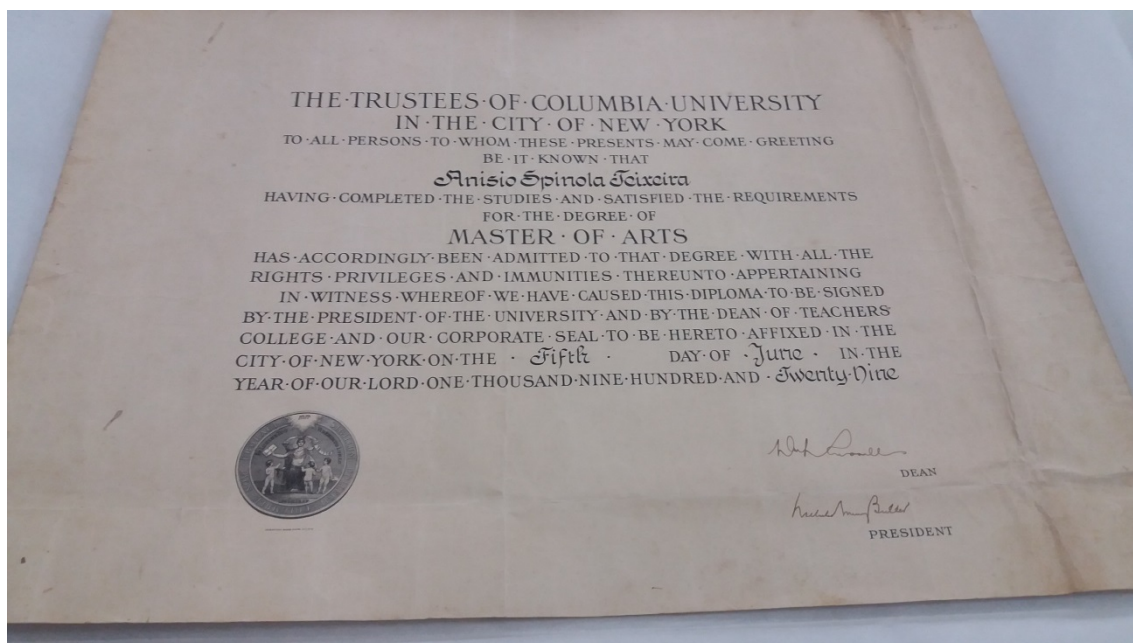 THE·TRUSTEES·OF·COLUMBIA·UNIVERSITY
IN·THE·CITY·OF·NEW·YORK
TO·ALL·PERSONS·TO·WHOM·THESE·PRESENTS·MAY·COME·GREETING
BE·IT·KNOWN·THAT
Anisio Spinola Teixeira
HAVING·COMPLETED·THE·STUDIES·AND·SATISFIED·THE·REQUIREMENTS
FOR·THE·DEGREE·OF
MASTER·OF·ARTS
HAS·ACCORDINGLY·BEEN·ADMITTED·TO·THAT·DEGREE·WITH·ALL·THE
RIGHTS·PRIVILEGES·AND·IMMUNITIES·THEREUNTO·APPERTAINING
IN·WITNESS·WHEREOF·WE·HAVE·CAUSED·THIS·DIPLOMA·TO·BE·SIGNED
BY·THE·PRESIDENT·OF·THE·UNIVERSITY·AND·BY·THE·DEAN·OF·TEACHERS'
COLLEGE·AND·OUR·CORPORATE·SEAL·TO·BE·HERETO·AFFIXED·IN·THE
CITY·OF·NEW·YORK·ON·THE · Fifth · DAY·OF · June · IN·THE
YEAR·OF·OUR·LORD·ONE·THOUSAND·NINE·HUNDRED·AND · Twenty-Nine
DEAN
PRESIDENT